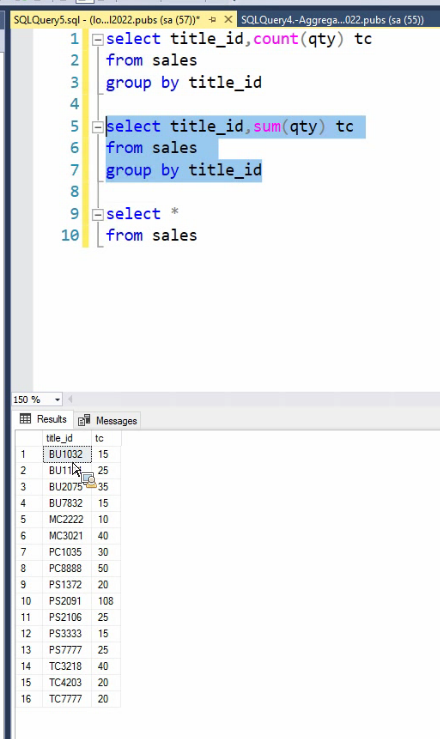 SQLQuery5.sql - (lo...l2022.pubs (sa (57))* SQLQuery4.-Aggrega...022.pubs (sa (55))
1 select title_id,count(qty) tc
2 from sales
3 group by title_id
4
5 select title_id,sum(qty) tc
6 from sales
7 group by title_id
8
9 select *
10 from sales
150 %
Results Messages
title_id tc
1 BU1032 15
2 25
3 BU2075 35
4 BU7832 15
5 MC2222 10
6 MC3021 40
7 PC1035 30
8 PC8888 50
9 PS1372 20
10 PS2091 108
11 PS2106 25
12 PS3333 15
13 PS7777 25
14 TC3218 40
15 TC4203 20
16 TC7777 20